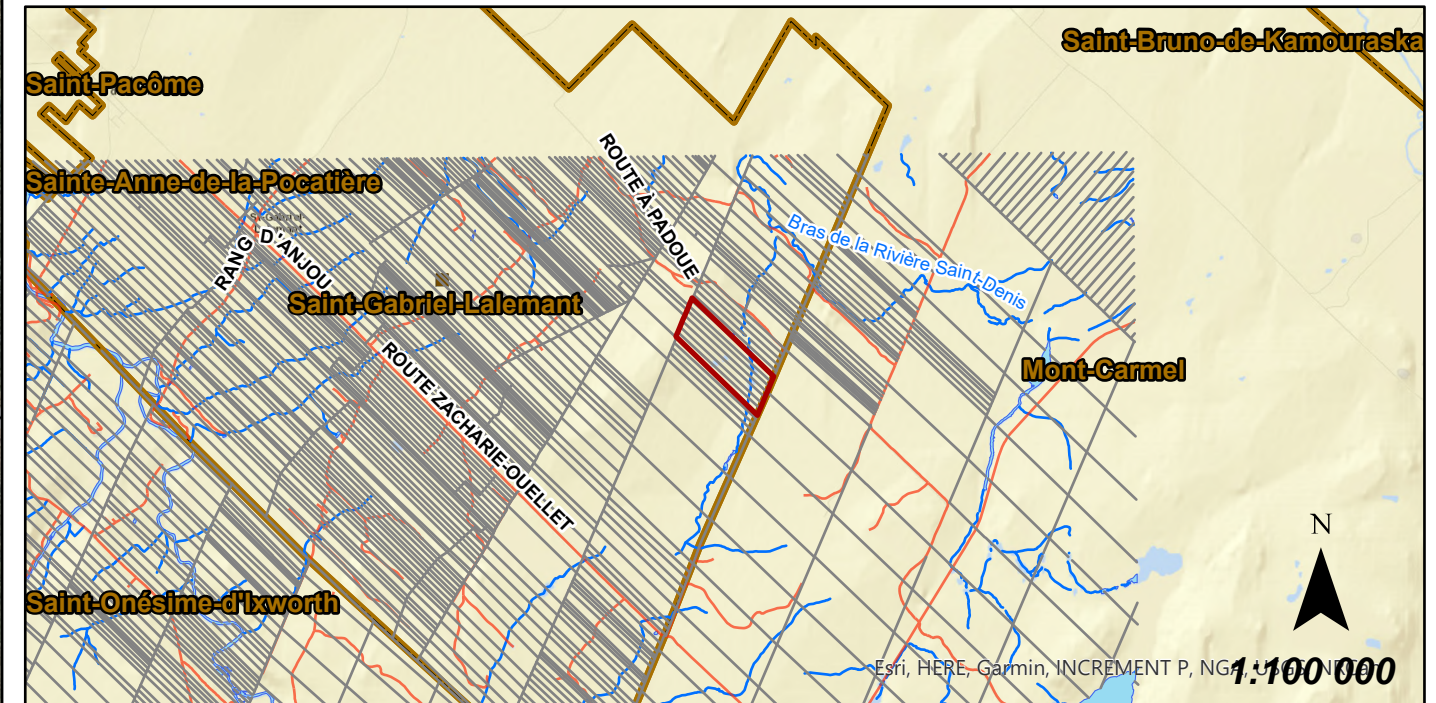 Saint-Bruno-de-Kamouraska
Saint-Pacôme
Sainte-Anne-de-la-Pocatière
ROUTE À PADOUE
RANG D'ANJOU
Bras de la Rivière Saint-Denis
Saint-Gabriel-Lalemant
Mont-Carmel
ROUTE ZACHARIE-OUELLET
N
Saint-Onésime-d'Ixworth
Esri, HERE, Garmin, INCREMENT P, NGA, USGS, NRCan
1:100 000